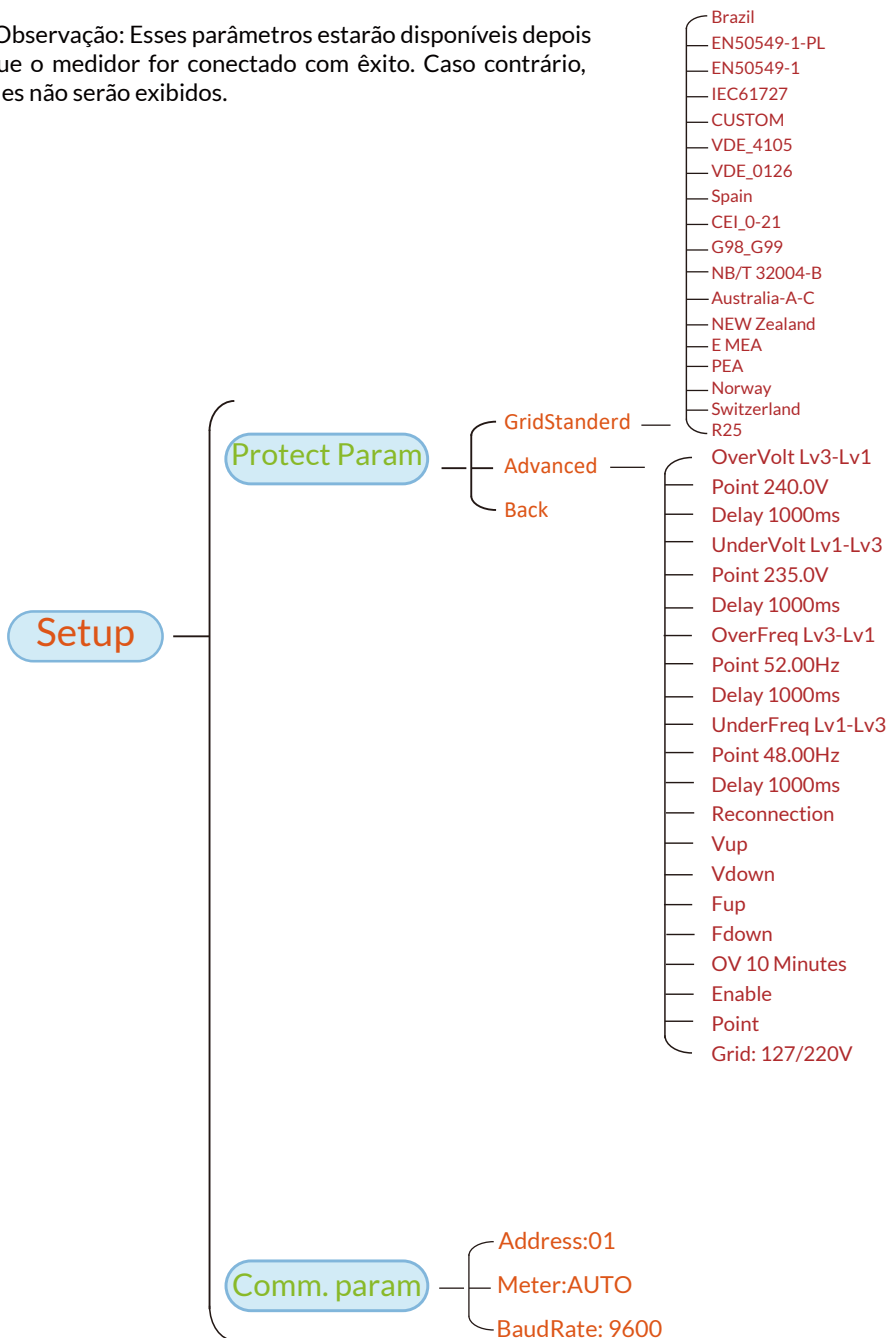 Observação: Esses parâmetros estarão disponíveis depois
que o medidor for conectado com êxito. Caso contrário,
es não serão exibidos.
Brazil
EN50549-1-PL
EN50549-1
IEC61727
CUSTOM
VDE_4105
VDE_0126
Spain
CEI_0-21
G98_G99
NB/T 32004-B
Australia-A-C
NEW Zealand
E MEA
PEA
Norway
Switzerland
R25
Setup
Protect Param
GridStanderd
Advanced
Back
OverVolt Lv3-Lv1
Point 240.0V
Delay 1000ms
UnderVolt Lv1-Lv3
Point 235.0V
Delay 1000ms
OverFreq Lv3-Lv1
Point 52.00Hz
Delay 1000ms
UnderFreq Lv1-Lv3
Point 48.00Hz
Delay 1000ms
Reconnection
Vup
Vdown
Fup
Fdown
OV 10 Minutes
Enable
Point
Grid: 127/220V
Comm. param
Address:01
Meter:AUTO
BaudRate: 9600